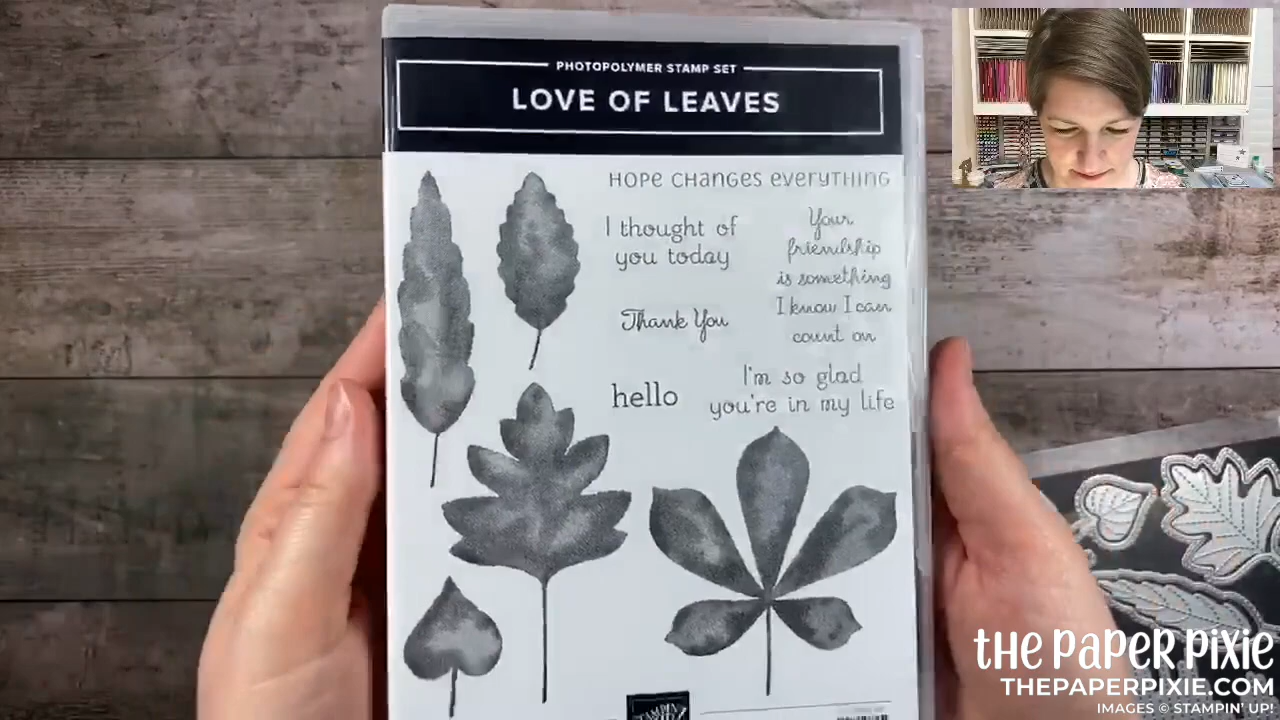 PHOTOPOLYMER STAMP SET
LOVE OF LEAVES
HOPE CHANGES EVERYTHING
I thought of
you today
Your
friendship
is something
I know I can
count on
Thank You
hello
I'm so glad
you're in my life
STAMPIN'
THE PAPER PIXIE
THEPAPERPIXIE.COM
IMAGES © STAMPIN' UP!